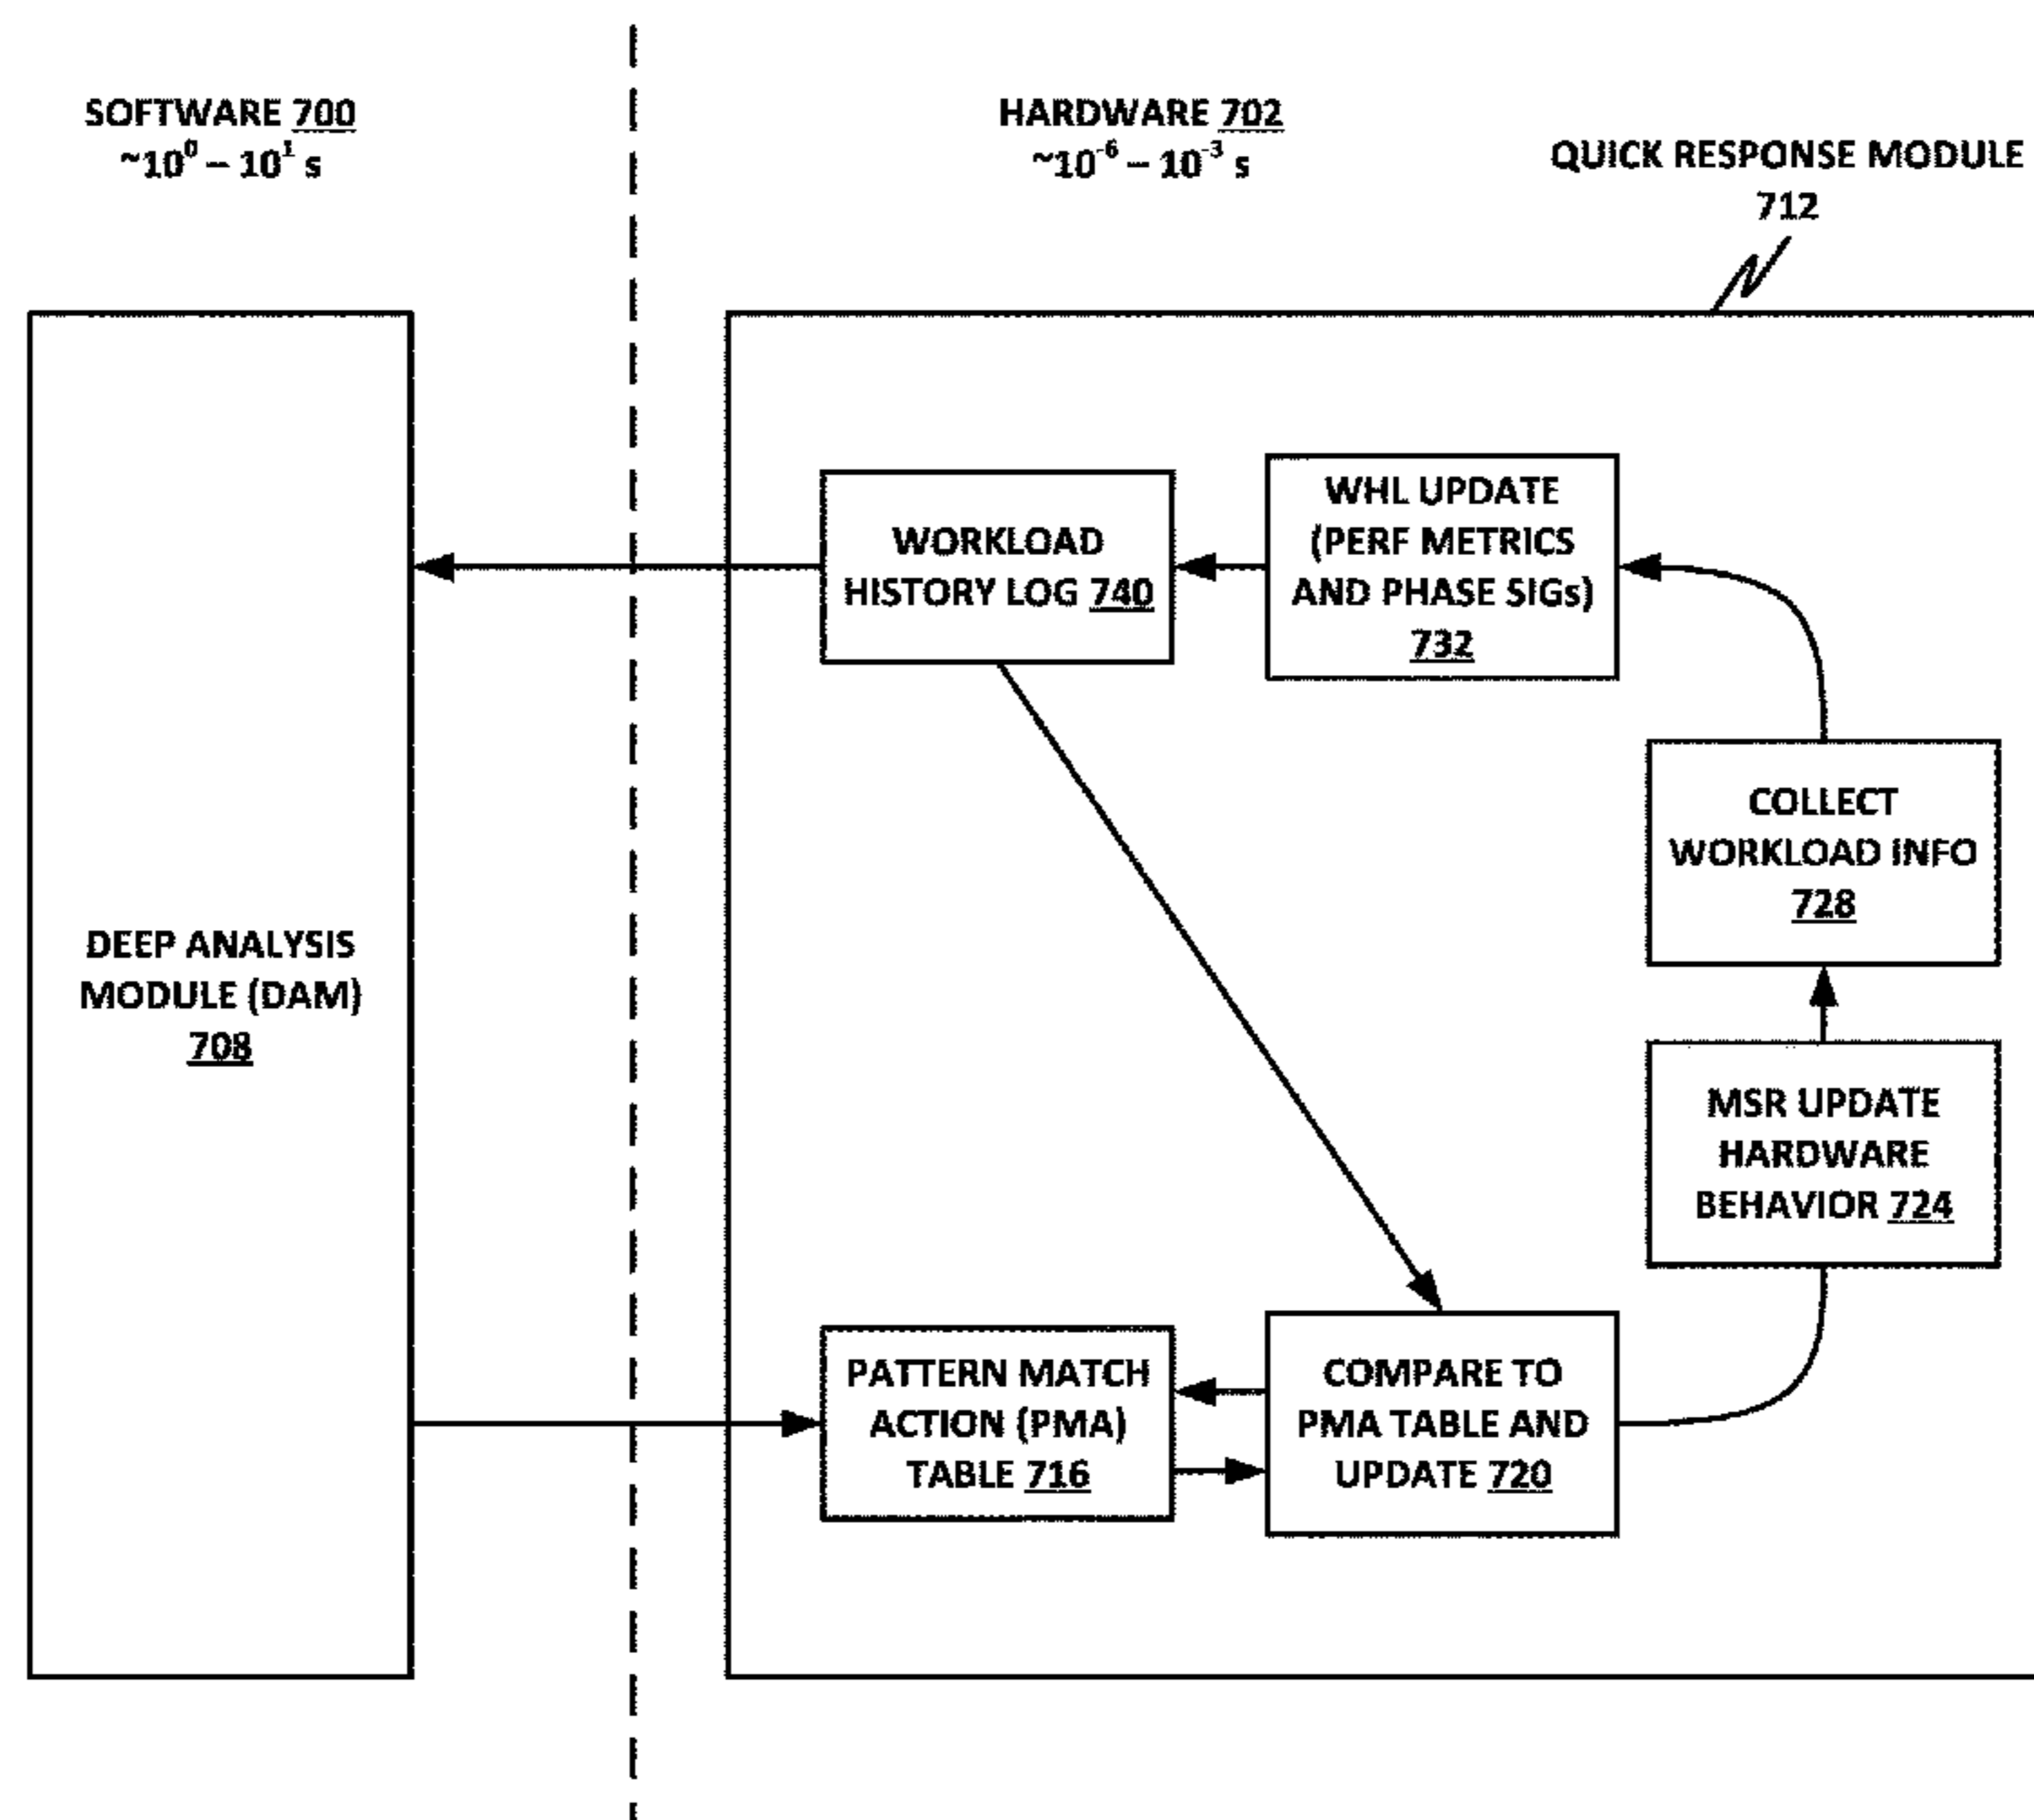 SOFTWARE 700
~10⁰ – 10¹ s
HARDWARE 702
~10⁻⁶ – 10⁻³ s
QUICK RESPONSE MODULE
712
WORKLOAD
HISTORY LOG 740
WHL UPDATE
(PERF METRICS
AND PHASE SIGs)
732
COLLECT
WORKLOAD INFO
728
DEEP ANALYSIS
MODULE (DAM)
708
MSR UPDATE
HARDWARE
BEHAVIOR 724
PATTERN MATCH
ACTION (PMA)
TABLE 716
COMPARE TO
PMA TABLE AND
UPDATE 720